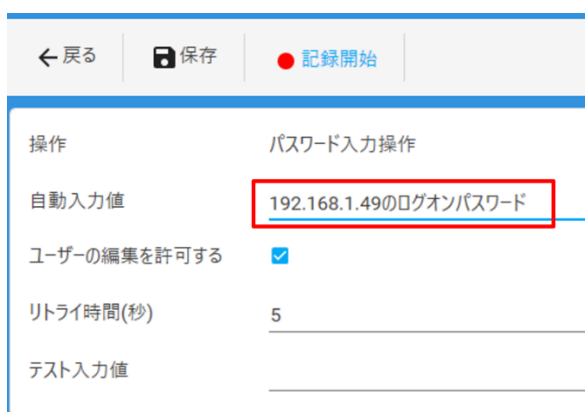 戻る 保存 記録開始
操作 パスワード入力操作
自動入力値 192.168.1.49のログオンパスワード
ユーザーの編集を許可する
リトライ時間(秒) 5
テスト入力値